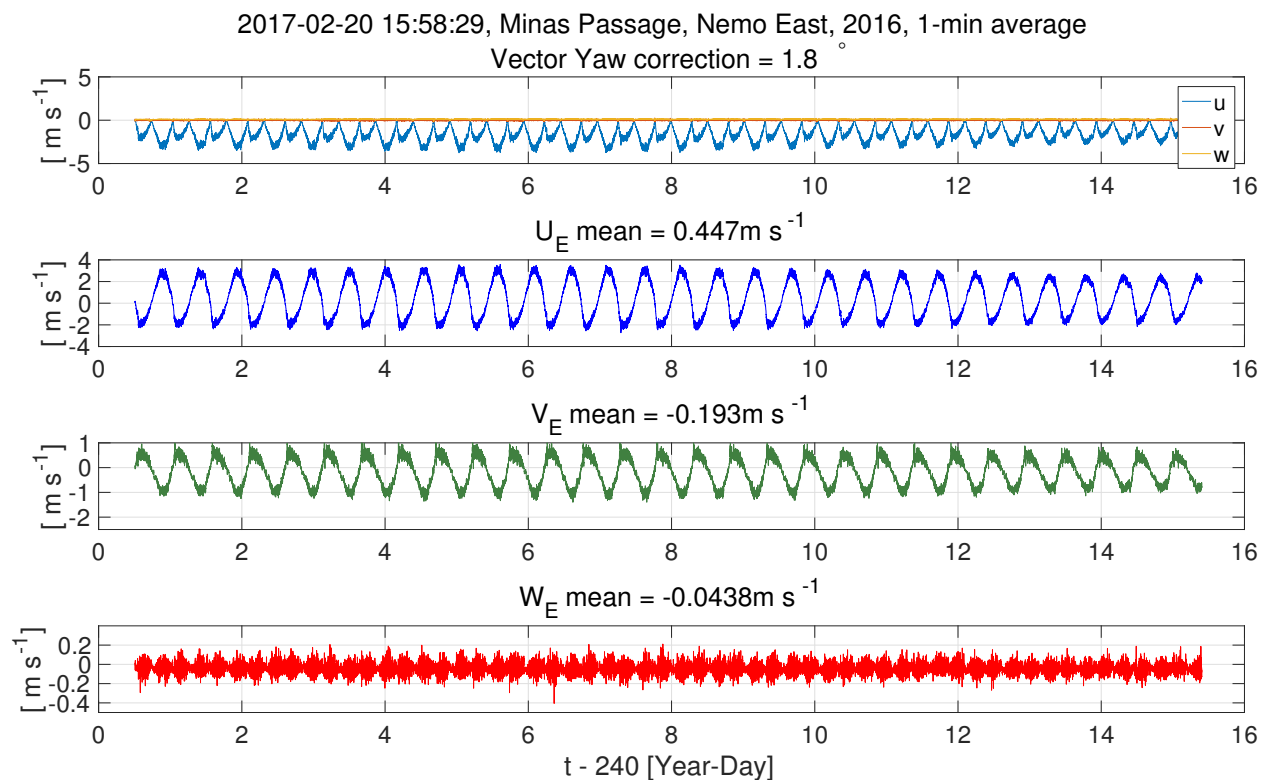 2017-02-20 15:58:29, Minas Passage, Nemo East, 2016, 1-min average
Vector Yaw correction = 1.8 °
[ m s-1]
5
0
-5
u
v
w
0 2 4 6 8 10 12 14 16
U_E mean = 0.447m s-1
[ m s-1]
4
2
0
-2
-4
0 2 4 6 8 10 12 14 16
V_E mean = -0.193m s-1
[ m s-1]
1
0
-1
-2
0 2 4 6 8 10 12 14 16
W_E mean = -0.0438m s-1
[ m s-1]
0.2
0
-0.2
-0.4
0 2 4 6 8 10 12 14 16
t - 240 [Year-Day]